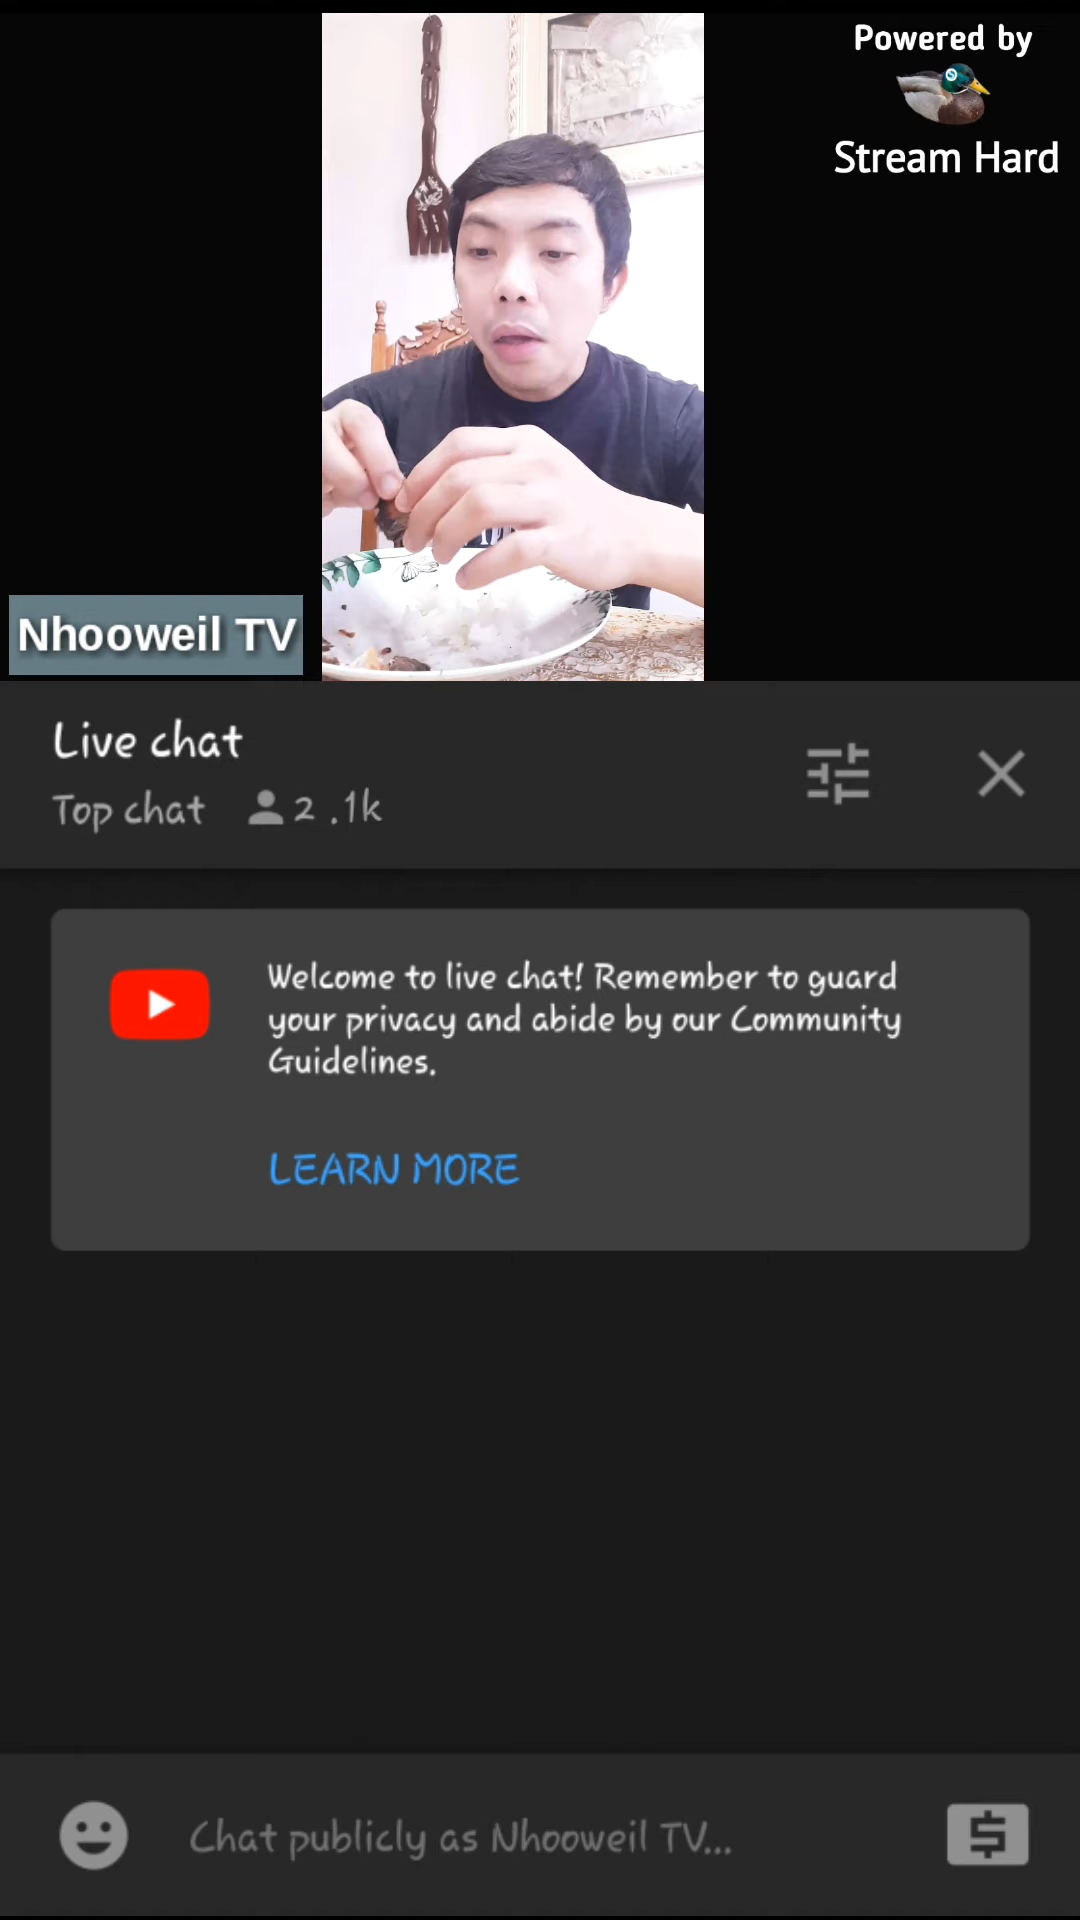 Powered by
Stream Hard
Nhooweil TV
Live chat
Top chat 2 .1k
Welcome to live chat! Remember to guard
your privacy and abide by our Community
Guidelines.
LEARN MORE
Chat publicly as Nhooweil TV...